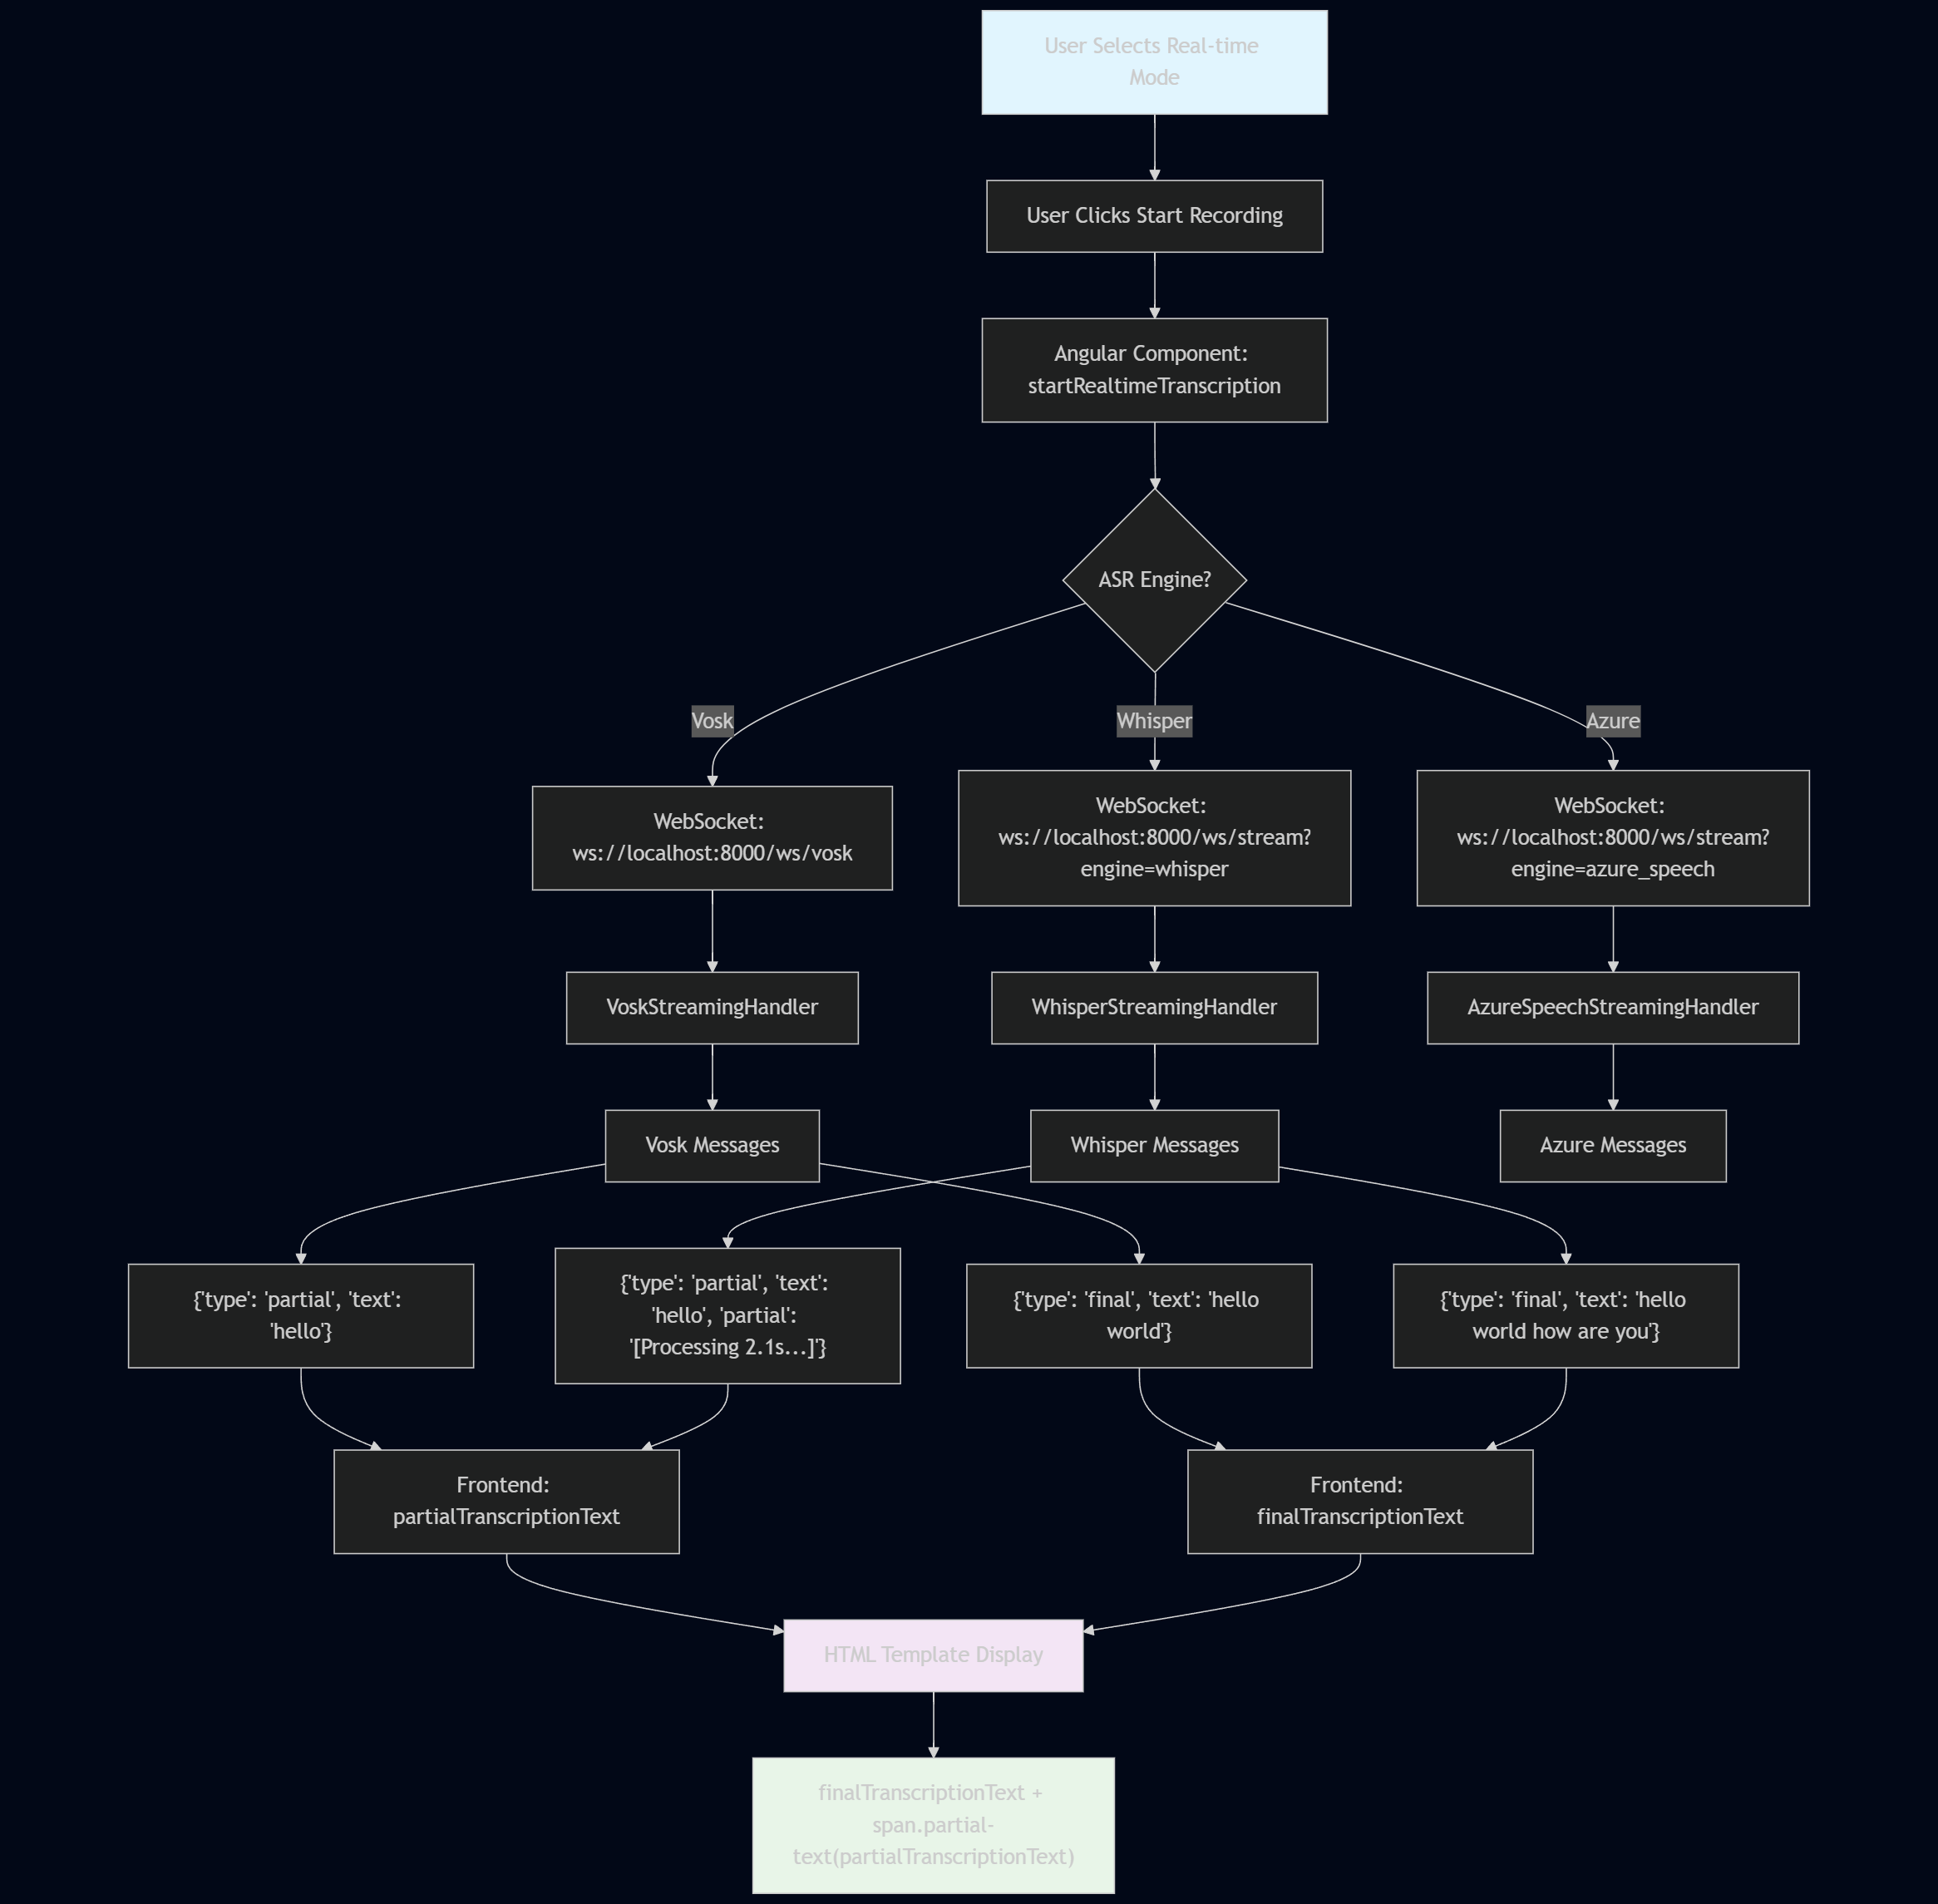 User Selects Real-time
Mode
User Clicks Start Recording
Angular Component:
startRealtimeTranscription
ASR Engine?
Vosk
Whisper
Azure
WebSocket:
ws://localhost:8000/ws/vosk
WebSocket:
ws://localhost:8000/ws/stream?
engine=whisper
WebSocket:
ws://localhost:8000/ws/stream?
engine=azure_speech
VoskStreamingHandler
WhisperStreamingHandler
AzureSpeechStreamingHandler
Vosk Messages
Whisper Messages
Azure Messages
{'type': 'partial', 'text':
'hello'}
{'type': 'partial', 'text':
'hello', 'partial':
'[Processing 2.1s...]'}
{'type': 'final', 'text': 'hello
world'}
{'type': 'final', 'text': 'hello
world how are you'}
Frontend:
partialTranscriptionText
Frontend:
finalTranscriptionText
HTML Template Display
finalTranscriptionText +
span.partial-
text(partialTranscriptionText)